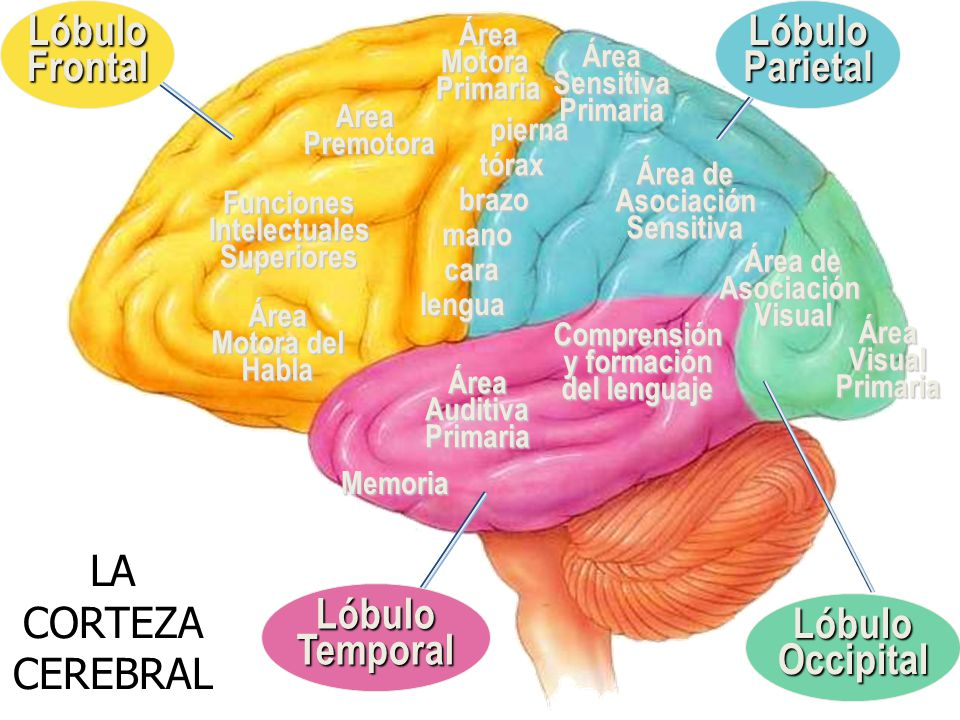 Lóbulo
Frontal
Área
Motora
Primaria
Área
Sensitiva
Primaria
Lóbulo
Parietal
Area
Premotora
pierna
tórax
brazo
mano
cara
lengua
Área de
Asociación
Sensitiva
Funciones
Intelectuales
Superiores
Área de
Asociación
Visual
Área
Motora del
Habla
Comprensión
y formación
del lenguaje
Área
Visual
Primaria
Área
Auditiva
Primaria
Memoria
LA
CORTEZA
CEREBRAL
Lóbulo
Temporal
Lóbulo
Occipital